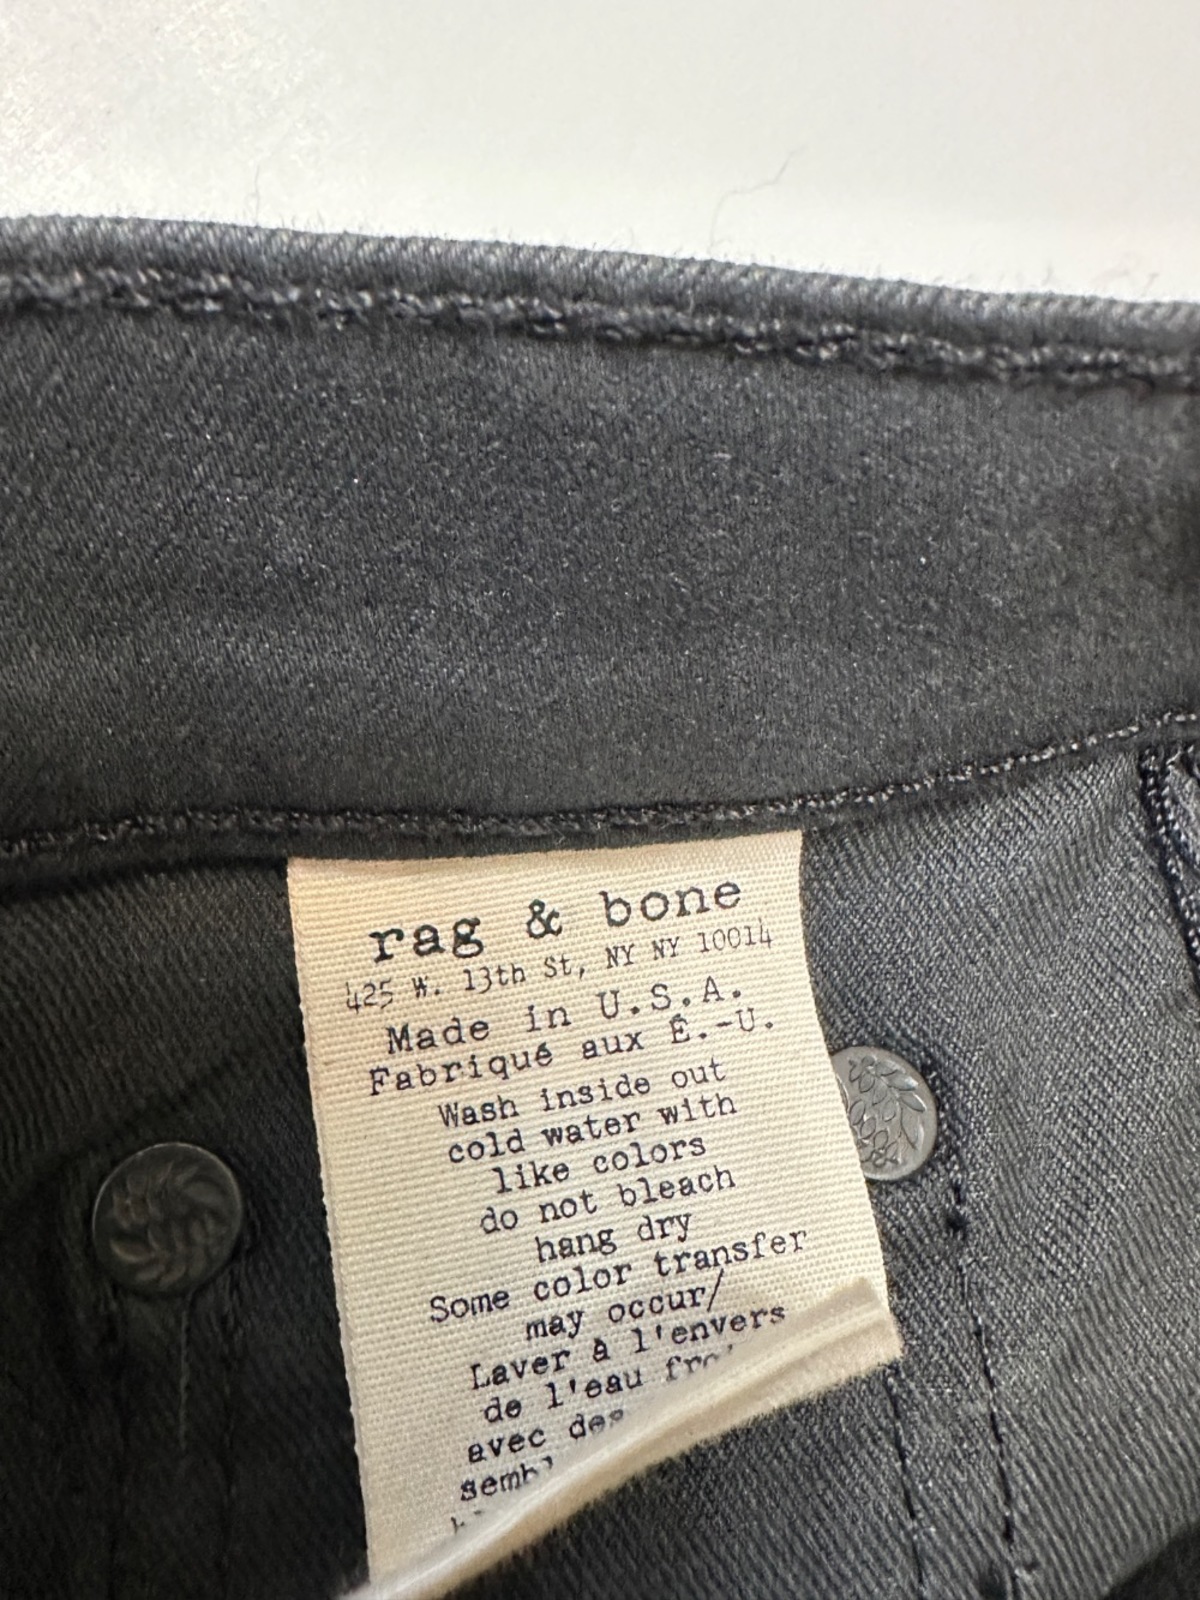 rag & bone
425 W. 13th St, NY NY 10014
Made in U.S.A.
Fabriqué aux É.-U.
Wash inside out
cold water with
like colors
do not bleach
hang dry
Some color transfer
may occur/
Laver à l'envers
de l'eau
avec